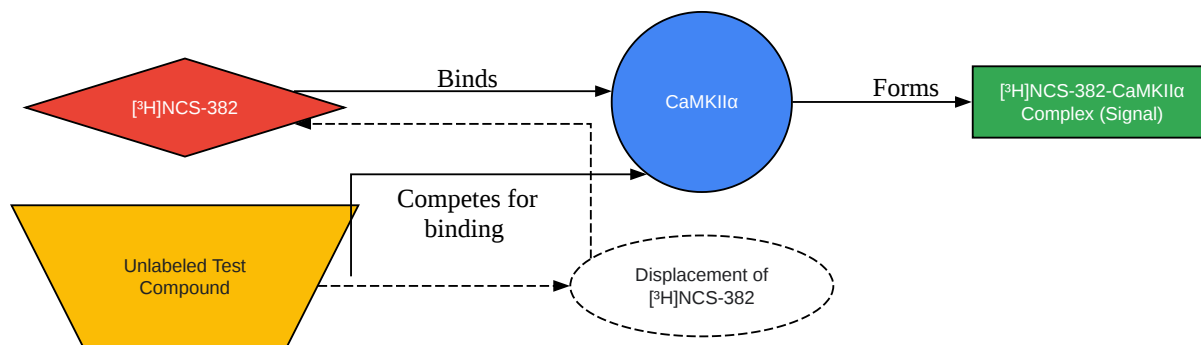 [³H]NCS-382
Binds
CaMKIIα
Forms
[³H]NCS-382-CaMKIIα
Complex (Signal)
Competes for
binding
Unlabeled Test
Compound
Displacement of
[³H]NCS-382